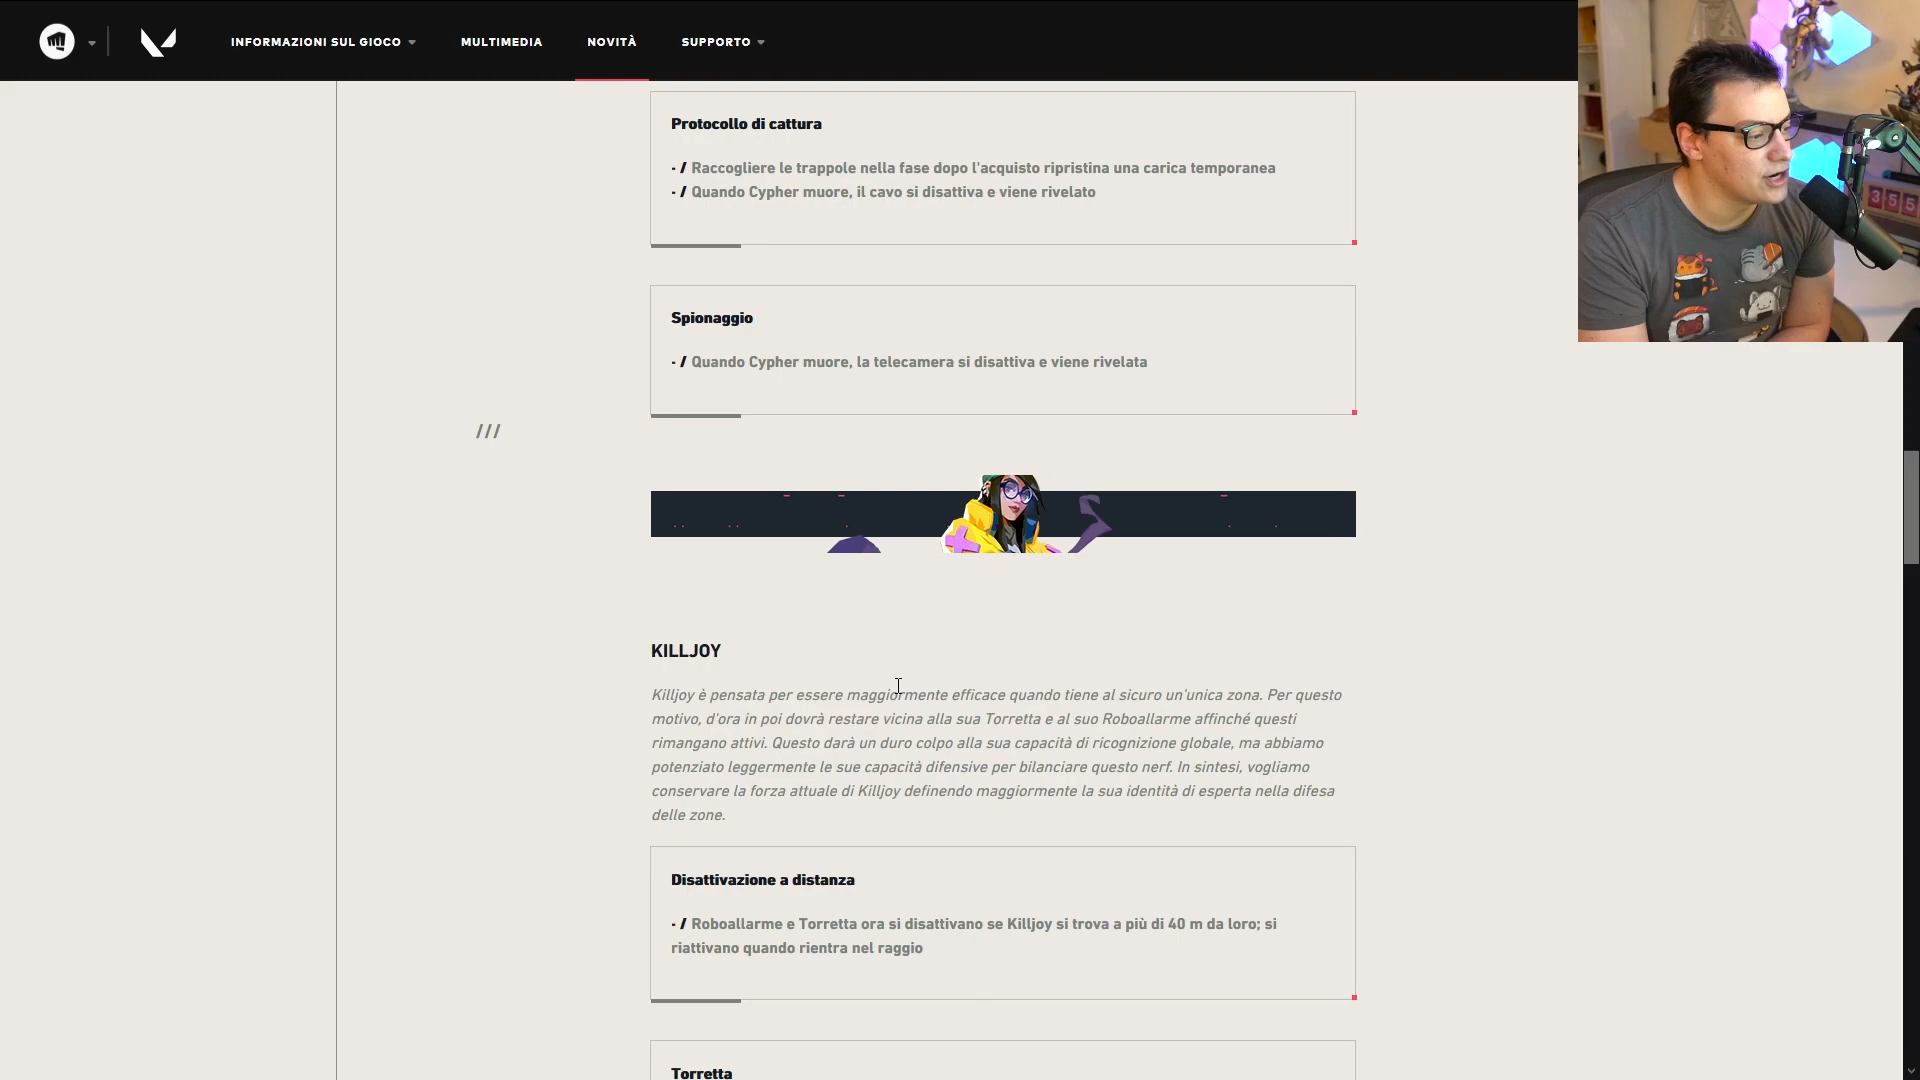 INFORMAZIONI SUL GIOCO
MULTIMEDIA
NOVITÀ
SUPPORTO
Protocollo di cattura
- / Raccogliere le trappole nella fase dopo l'acquisto ripristina una carica temporanea
- / Quando Cypher muore, il cavo si disattiva e viene rivelato
Spionaggio
- / Quando Cypher muore, la telecamera si disattiva e viene rivelata
///
KILLJOY
Killjoy è pensata per essere maggiormente efficace quando tiene al sicuro un'unica zona. Per questo
motivo, d'ora in poi dovrà restare vicina alla sua Torretta e al suo Roboallarme affinché questi
rimangano attivi. Questo darà un duro colpo alla sua capacità di ricognizione globale, ma abbiamo
potenziato leggermente le sue capacità difensive per bilanciare questo nerf. In sintesi, vogliamo
conservare la forza attuale di Killjoy definendo maggiormente la sua identità di esperta nella difesa
delle zone.
Disattivazione a distanza
- / Roboallarme e Torretta ora si disattivano se Killjoy si trova a più di 40 m da loro; si
riattivano quando rientra nel raggio
Torretta
355